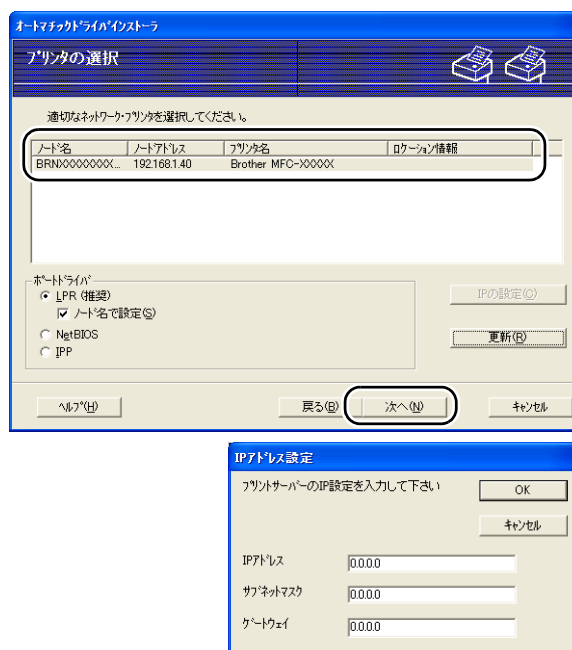 オートマチックドライバインストーラ
プリンタの選択
適切なネットワーク・プリンタを選択してください。
ノード名 ノードアドレス プリンタ名 ロケーション情報
BRNXXXXXXXX... 192.168.1.40 Brother MFC-XXXXX
ポートドライバ
LPR (推奨)
ノード名で設定(S)
NetBIOS
IPP
IPの設定(C)
更新(R)
ヘルプ(H) 戻る(B) 次へ(N) キャンセル
IPアドレス設定
プリントサーバーのIP設定を入力して下さい
OK
キャンセル
IPアドレス 0.0.0.0
サブネットマスク 0.0.0.0
ゲートウェイ 0.0.0.0